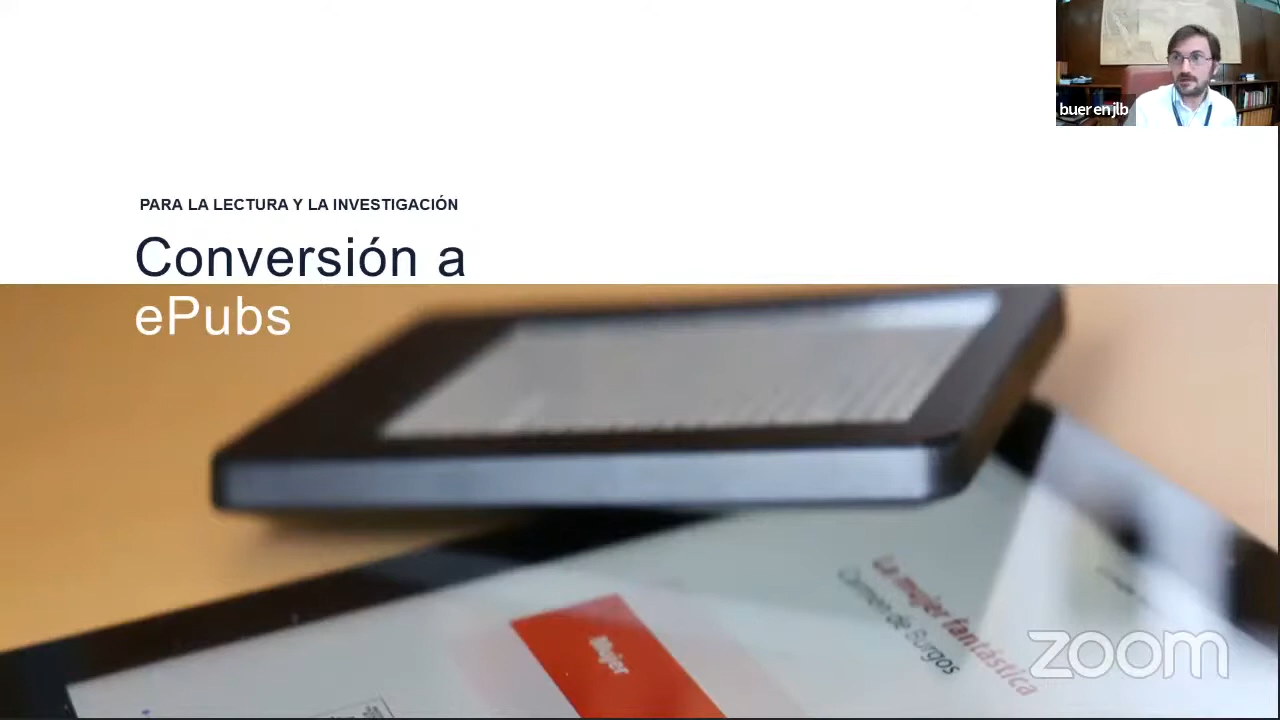 buerenjlb
PARA LA LECTURA Y LA INVESTIGACIÓN
Conversión a
ePubs
La mujer fantástica
Carmen de Burgos
Mujer
zoom